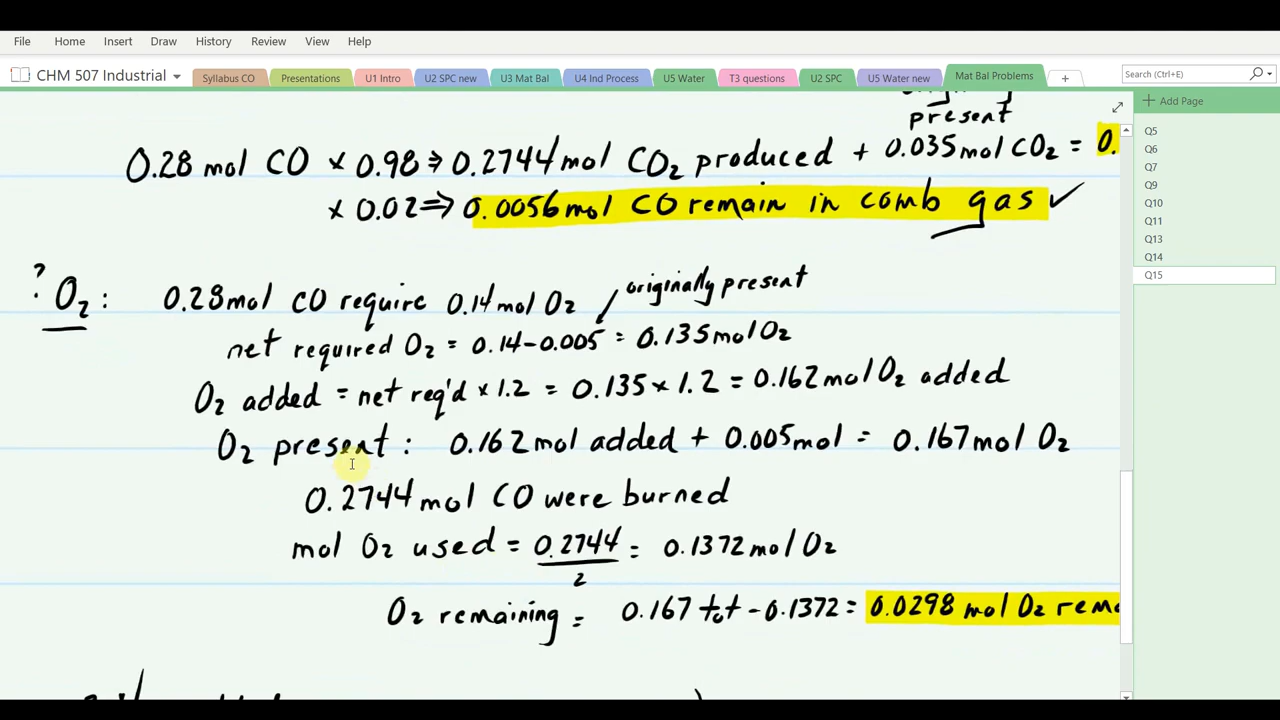 File Home Insert Draw History Review View Help
CHM 507 Industrial
Syllabus CO Presentations U1 Intro U2 SPC new U3 Mat Bal U4 Ind Process U5 Water T3 questions U2 SPC U5 Water new Mat Bal Problems +
Search (Ctrl+E)
Add Page
Q5
Q6
Q7
Q9
Q10
Q11
Q13
Q14
Q15
present
0.28 mol CO × 0.98 ⇒ 0.2744 mol CO₂ produced + 0.035 mol CO₂ = 0.
× 0.02 ⇒ 0.0056 mol CO remain in comb gas ✓
? O₂: 0.28 mol CO require 0.14 mol O₂
originally present
net required O₂ = 0.14 - 0.005 = 0.135 mol O₂
O₂ added = net req'd × 1.2 = 0.135 × 1.2 = 0.162 mol O₂ added
O₂ present: 0.162 mol added + 0.005 mol = 0.167 mol O₂
0.2744 mol CO were burned
mol O₂ used = 0.2744/2 = 0.1372 mol O₂
O₂ remaining = 0.167 tot - 0.1372 = 0.0298 mol O₂ rem